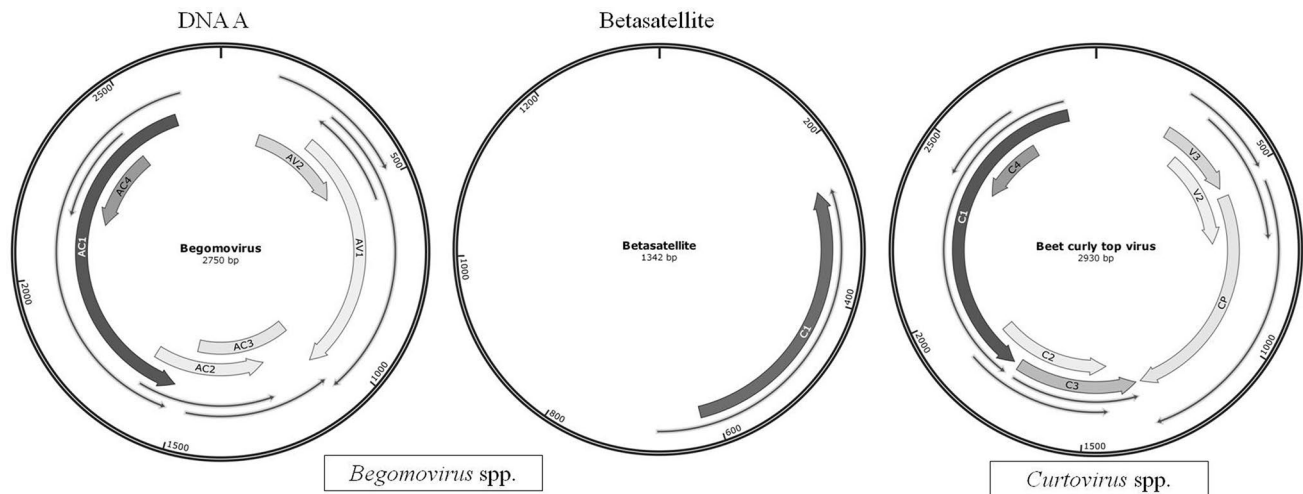 DNA A
Betasatellite
2500
500
1000
1500
2000
AV2
AV1
AC4
AC1
AC3
AC2
Begomovirus
2750 bp
1200
200
400
600
800
1000
C1
Betasatellite
1342 bp
2500
500
1000
1500
2000
V3
V2
CP
C4
C1
C2
C3
Beet curly top virus
2930 bp
Begomovirus spp.
Curtovirus spp.